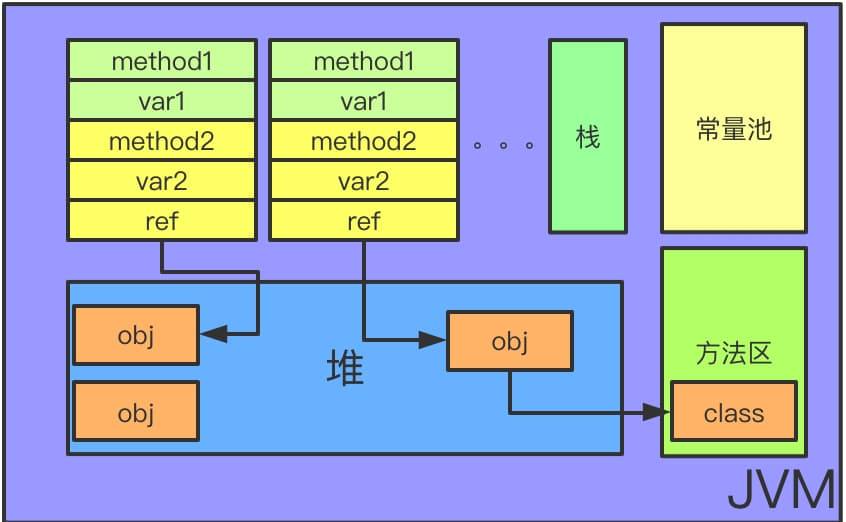 method1
var1
method2
var2
ref
method1
var1
method2
var2
ref
。。。
栈
常量池
obj
obj
堆
obj
方法区
class
JVM